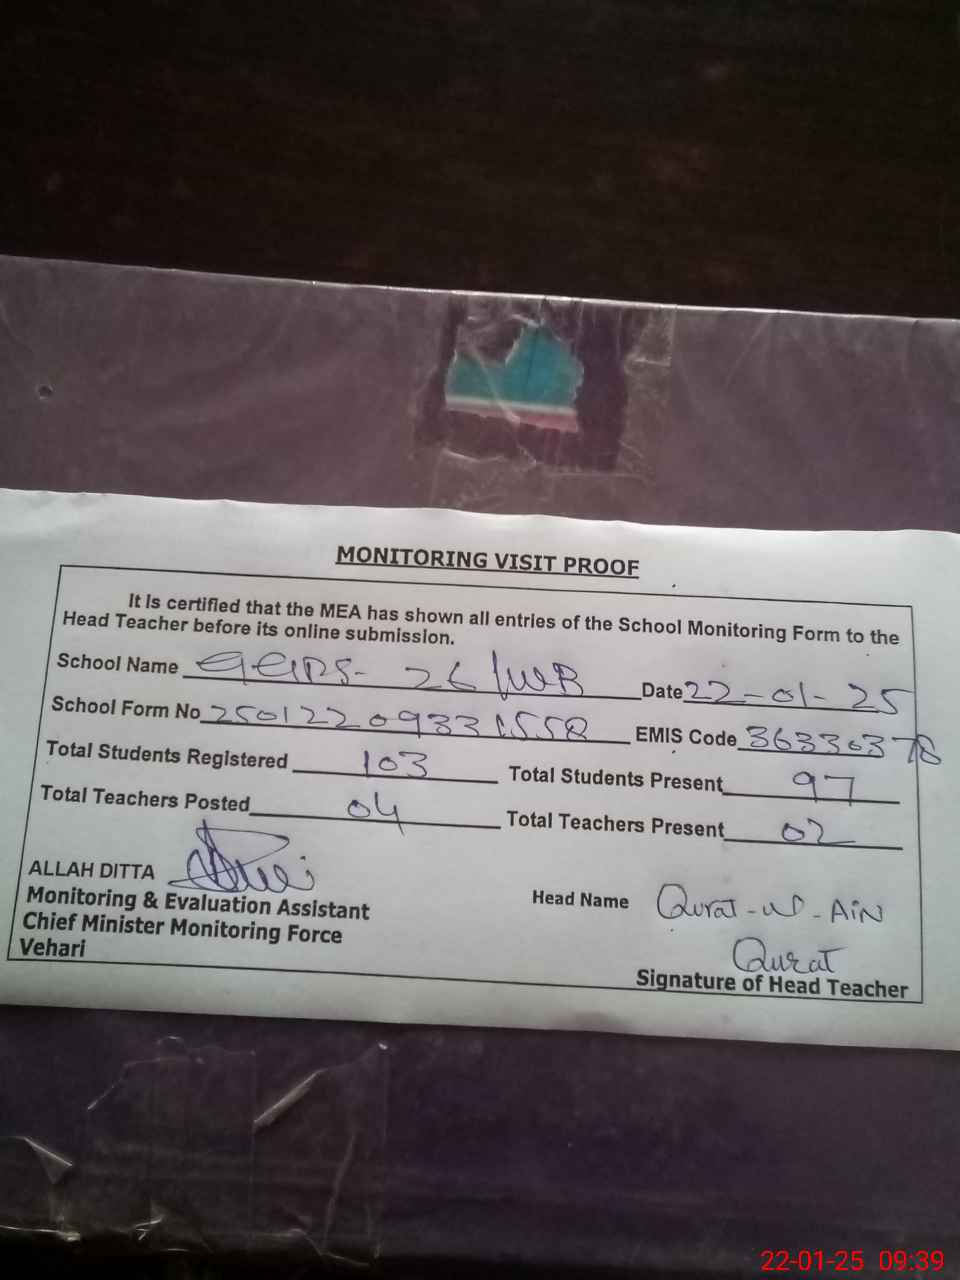 MONITORING VISIT PROOF
It Is certified that the MEA has shown all entries of the School Monitoring Form to the
Head Teacher before its online submission.
School Name GGPS- 26/WB Date 22-01-25
School Form No 25012209331558 EMIS Code 36330378
Total Students Registered 103 Total Students Present 97
Total Teachers Posted 04 Total Teachers Present 02
ALLAH DITTA
Monitoring & Evaluation Assistant Head Name Qurat-ul-AiN
Chief Minister Monitoring Force
Vehari Qurat
Signature of Head Teacher
22-01-25 09:39